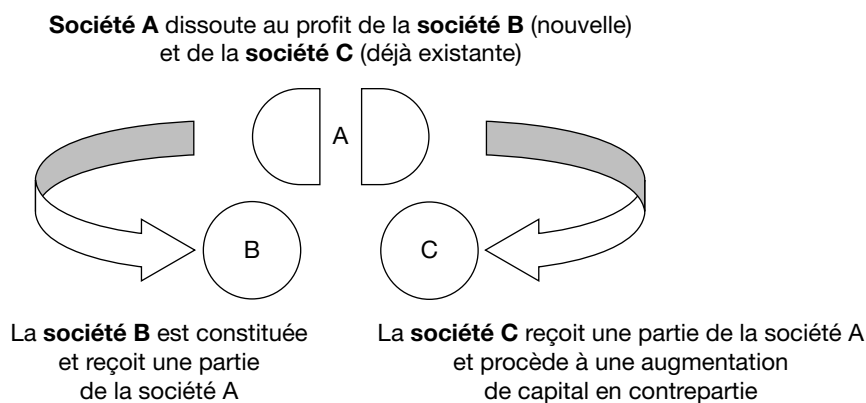 Société A dissoute au profit de la société B (nouvelle)
et de la société C (déjà existante)
A
B
C
La société B est constituée
et reçoit une partie
de la société A
La société C reçoit une partie de la société A
et procède à une augmentation
de capital en contrepartie